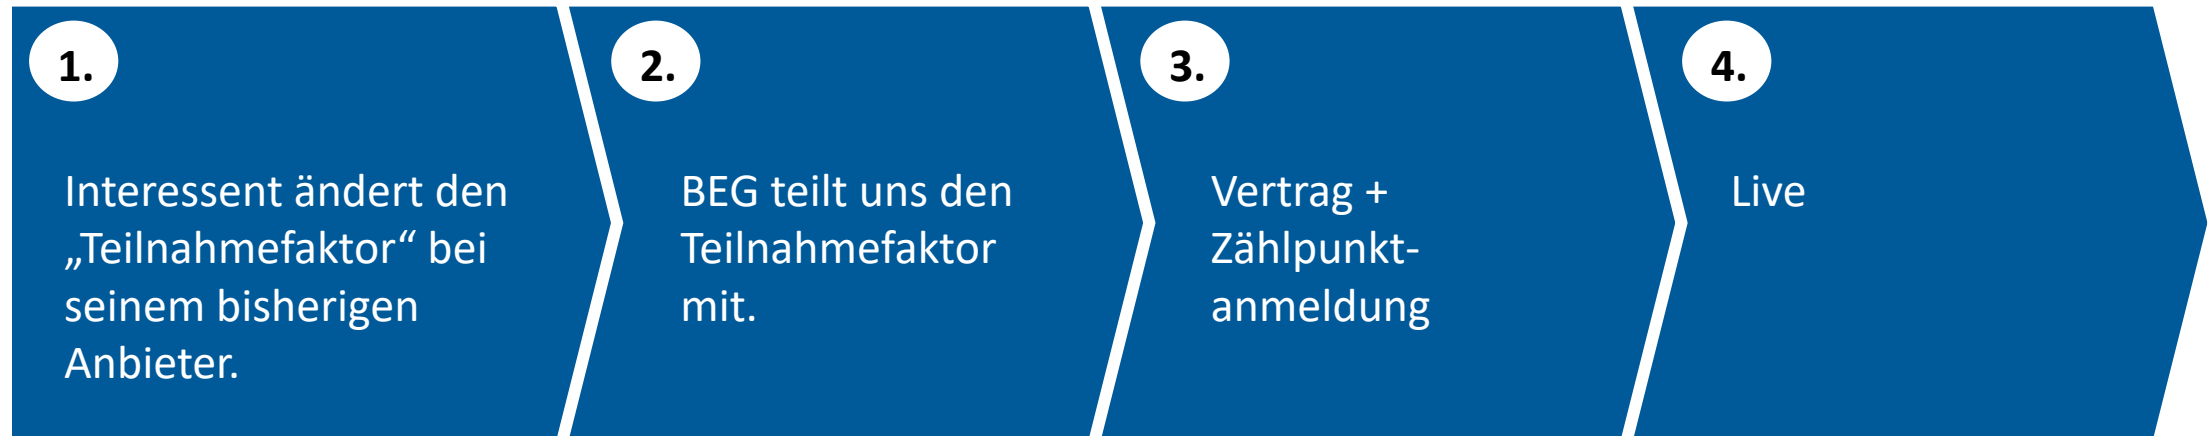 1.
Interessent ändert den
„Teilnahmefaktor“ bei
seinem bisherigen
Anbieter.
2.
BEG teilt uns den
Teilnahmefaktor
mit.
3.
Vertrag +
Zählpunkt-
anmeldung
4.
Live